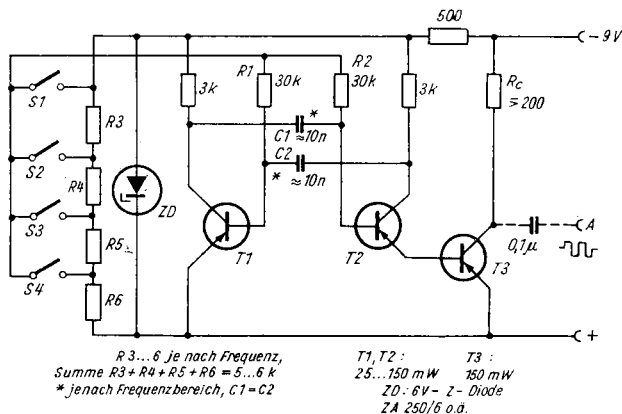 500
− 9V
S1
3k
R1
30k
R2
30k
3k
Rc
≦200
R3
*
C1 ≈10n
S2
C2
* ≈10n
R4
ZD
S3
T1
T2
A
0,1µ
R5
T3
S4
R6
+
R3...6 je nach Frequenz,
Summe R3 + R4 + R5 + R6 = 5...6 k
* je nach Frequenzbereich, C1 = C2
T1, T2 :
25...150 mW
T3 :
150 mW
ZD : 6V - Z - Diode
ZA 250/6 o.ä.